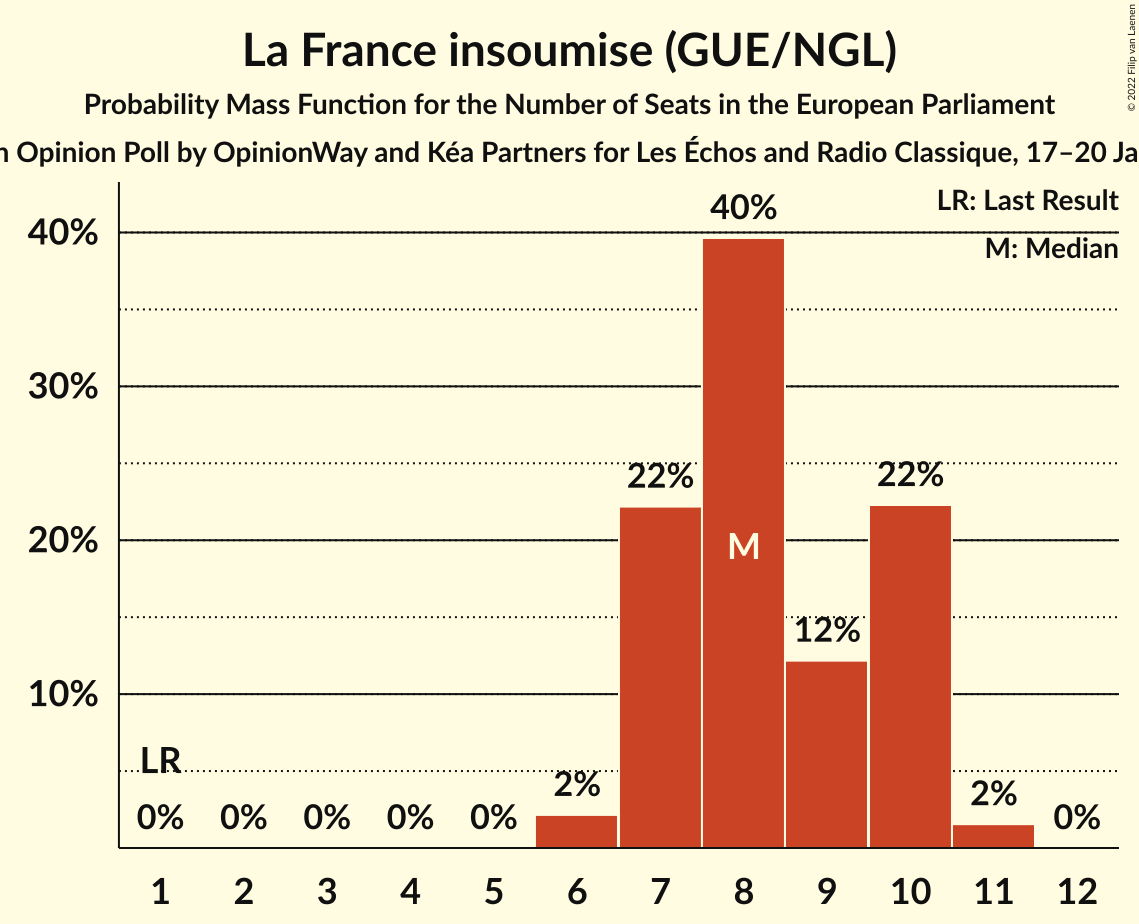 La France insoumise (GUE/NGL)
Probability Mass Function for the Number of Seats in the European Parliament
Opinion Poll by OpinionWay and Kéa Partners for Les Échos and Radio Classique, 17–20
© 2022 Filip van Laenen
LR: Last Result
M: Median
40%
30%
20%
10%
LR
0%
0%
0%
0%
0%
2%
22%
40%
M
12%
22%
2%
0%
1 2 3 4 5 6 7 8 9 10 11 12